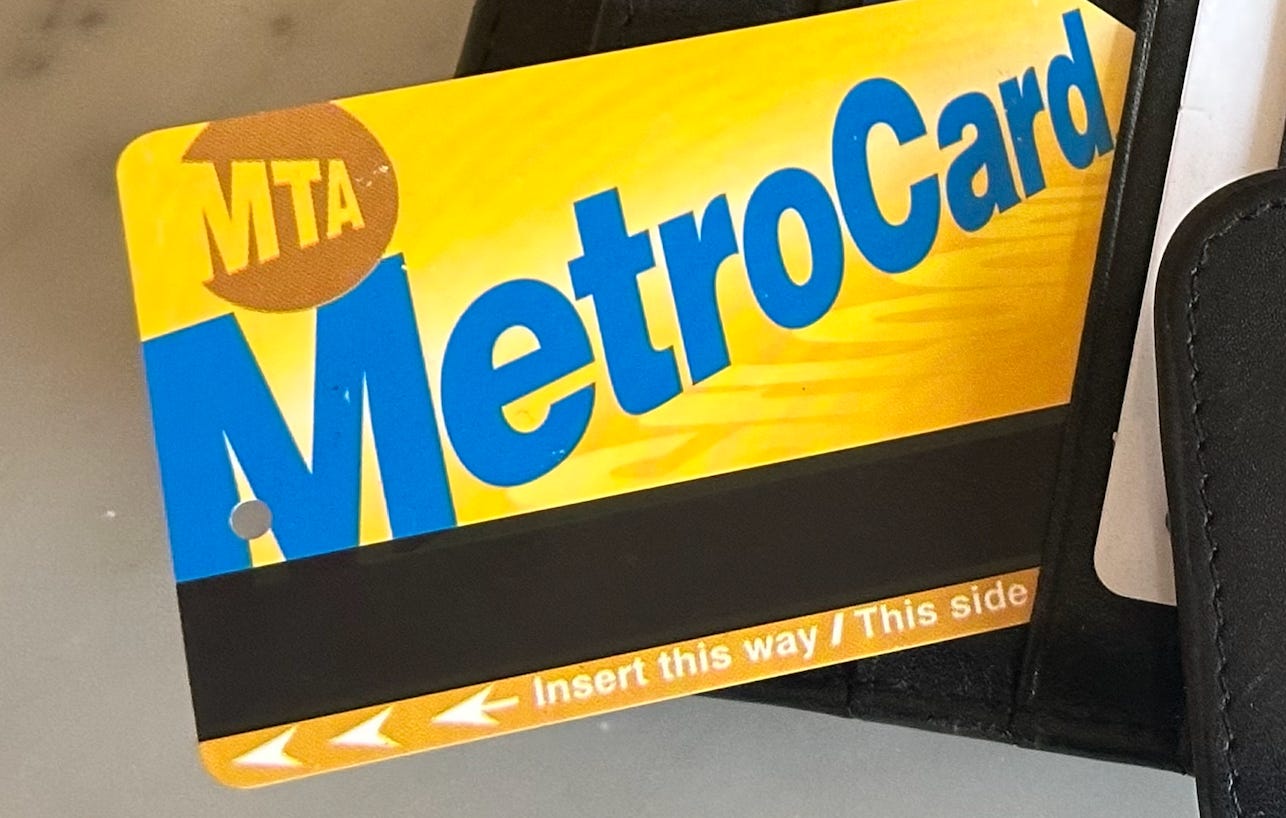 MTA
MetroCard
Insert this way / This side